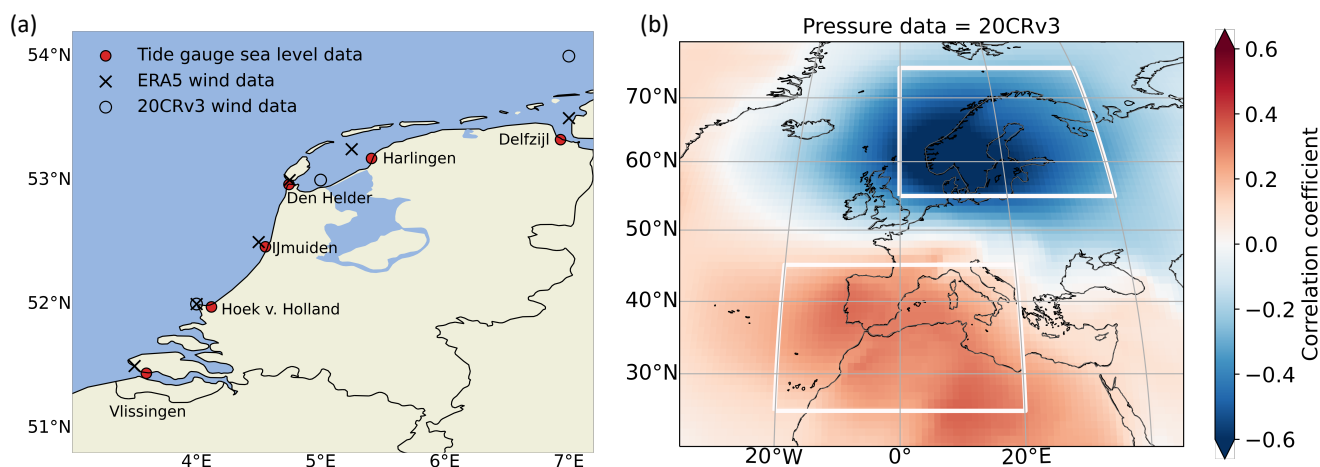 (a)
54°N
53°N
52°N
51°N
4°E
5°E
6°E
7°E
Tide gauge sea level data
ERA5 wind data
20CRv3 wind data
Delfzijl
Harlingen
Den Helder
IJmuiden
Hoek v. Holland
Vlissingen
(b)
Pressure data = 20CRv3
70°N
60°N
50°N
40°N
30°N
20°W
0°
20°E
0.6
0.4
0.2
0.0
−0.2
−0.4
−0.6
Correlation coefficient